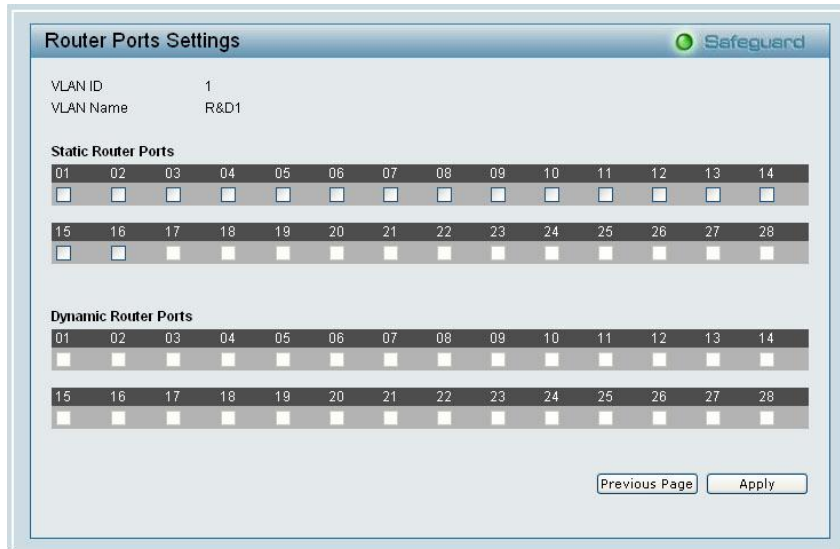 Router Ports Settings
Safeguard
VLAN ID 1
VLAN Name R&D1
Static Router Ports
01 02 03 04 05 06 07 08 09 10 11 12 13 14
15 16 17 18 19 20 21 22 23 24 25 26 27 28
Dynamic Router Ports
01 02 03 04 05 06 07 08 09 10 11 12 13 14
15 16 17 18 19 20 21 22 23 24 25 26 27 28
Previous Page Apply